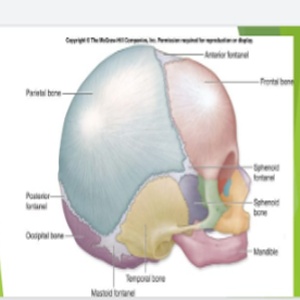 Copyright © The McGraw-Hill Companies, Inc. Permission required for reproduction or display.
Anterior fontanel
Frontal bone
Parietal bone
Sphenoid
fontanel
Posterior
fontanel
Sphenoid
bone
Occipital bone
Mandible
Temporal bone
Mastoid fontanel